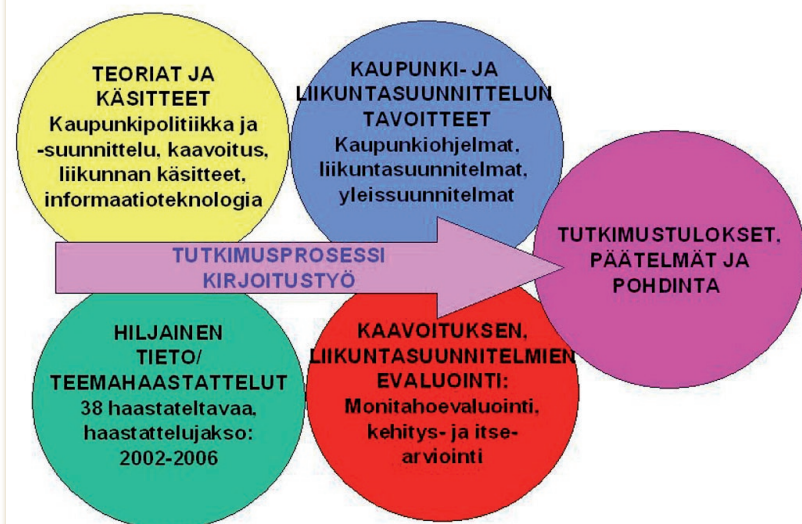 TEORIAT JA
KÄSITTEET
Kaupunkipolitiikka ja
-suunnittelu, kaavoitus,
liikunnan käsitteet,
informaatioteknologia
KAUPUNKI- JA
LIIKUNTASUUNNITTELUN
TAVOITTEET
Kaupunkiohjelmat,
liikuntasuunnitelmat,
yleissuunnitelmat
TUTKIMUSPROSESSI
KIRJOITUSTYÖ
TUTKIMUSTULOKSET,
PÄÄTELMÄT JA
POHDINTA
HILJAINEN
TIETO/
TEEMAHAASTATTELUT
38 haastateltavaa,
haastattelujakso:
2002-2006
KAAVOITUKSEN,
LIIKUNTASUUNNITELMIEN
EVALUOINTI:
Monitahoevaluointi,
kehitys- ja itse-
arviointi